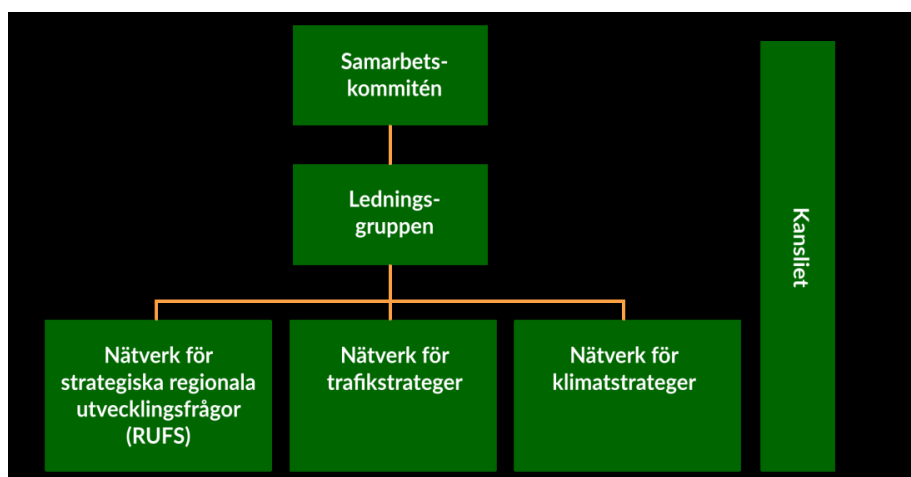 Samarbets-
kommitén
Lednings-
gruppen
Nätverk för
strategiska regionala
utvecklingsfrågor
(RUFS)
Nätverk för
trafikstrateger
Nätverk för
klimatstrateger
Kansliet